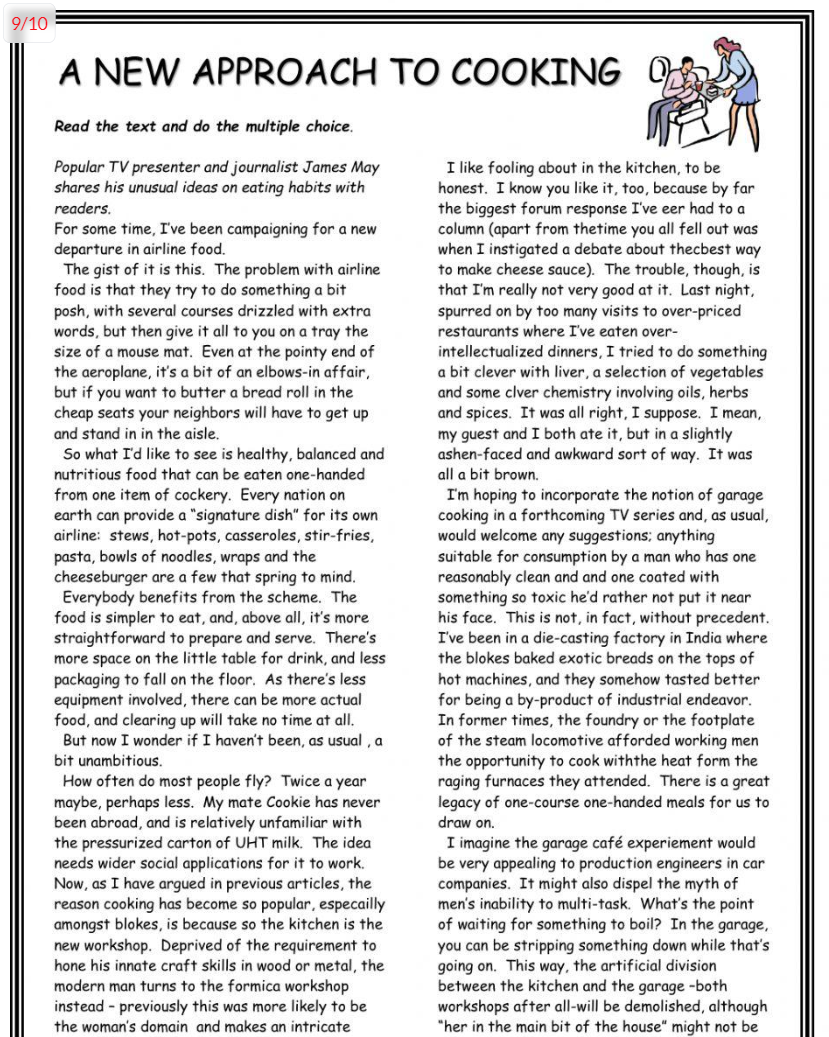 9/10
A NEW APPROACH TO COOKING
Read the text and do the multiple choice.
Popular TV presenter and journalist James May
shares his unusual ideas on eating habits with
readers.
For some time, I've been campaigning for a new
departure in airline food.
The gist of it is this. The problem with airline
food is that they try to do something a bit
posh, with several courses drizzled with extra
words, but then give it all to you on a tray the
size of a mouse mat. Even at the pointy end of
the aeroplane, it's a bit of an elbows-in affair,
but if you want to butter a bread roll in the
cheap seats your neighbors will have to get up
and stand in in the aisle.
So what I'd like to see is healthy, balanced and
nutritious food that can be eaten one-handed
from one item of cockery. Every nation on
earth can provide a "signature dish" for its own
airline: stews, hot-pots, casseroles, stir-fries,
pasta, bowls of noodles, wraps and the
cheeseburger are a few that spring to mind.
Everybody benefits from the scheme. The
food is simpler to eat, and, above all, it's more
straightforward to prepare and serve. There's
more space on the little table for drink, and less
packaging to fall on the floor. As there's less
equipment involved, there can be more actual
food, and clearing up will take no time at all.
But now I wonder if I haven't been, as usual , a
bit unambitious.
How often do most people fly? Twice a year
maybe, perhaps less. My mate Cookie has never
been abroad, and is relatively unfamiliar with
the pressurized carton of UHT milk. The idea
needs wider social applications for it to work.
Now, as I have argued in previous articles, the
reason cooking has become so popular, especailly
amongst blokes, is because so the kitchen is the
new workshop. Deprived of the requirement to
hone his innate craft skills in wood or metal, the
modern man turns to the formica workshop
instead – previously this was more likely to be
the woman's domain and makes an intricate
I like fooling about in the kitchen, to be
honest. I know you like it, too, because by far
the biggest forum response I've eer had to a
column (apart from thetime you all fell out was
when I instigated a debate about thecbest way
to make cheese sauce). The trouble, though, is
that I'm really not very good at it. Last night,
spurred on by too many visits to over-priced
restaurants where I've eaten over-
intellectualized dinners, I tried to do something
a bit clever with liver, a selection of vegetables
and some clver chemistry involving oils, herbs
and spices. It was all right, I suppose. I mean,
my guest and I both ate it, but in a slightly
ashen-faced and awkward sort of way. It was
all a bit brown.
I'm hoping to incorporate the notion of garage
cooking in a forthcoming TV series and, as usual,
would welcome any suggestions; anything
suitable for consumption by a man who has one
reasonably clean and and one coated with
something so toxic he'd rather not put it near
his face. This is not, in fact, without precedent.
I've been in a die-casting factory in India where
the blokes baked exotic breads on the tops of
hot machines, and they somehow tasted better
for being a by-product of industrial endeavor.
In former times, the foundry or the footplate
of the steam locomotive afforded working men
the opportunity to cook withthe heat form the
raging furnaces they attended. There is a great
legacy of one-course one-handed meals for us to
draw on.
I imagine the garage café experiement would
be very appealing to production engineers in car
companies. It might also dispel the myth of
men's inability to multi-task. What's the point
of waiting for something to boil? In the garage,
you can be stripping something down while that's
going on. This way, the artificial division
between the kitchen and the garage –both
workshops after all-will be demolished, although
"her in the main bit of the house" might not be